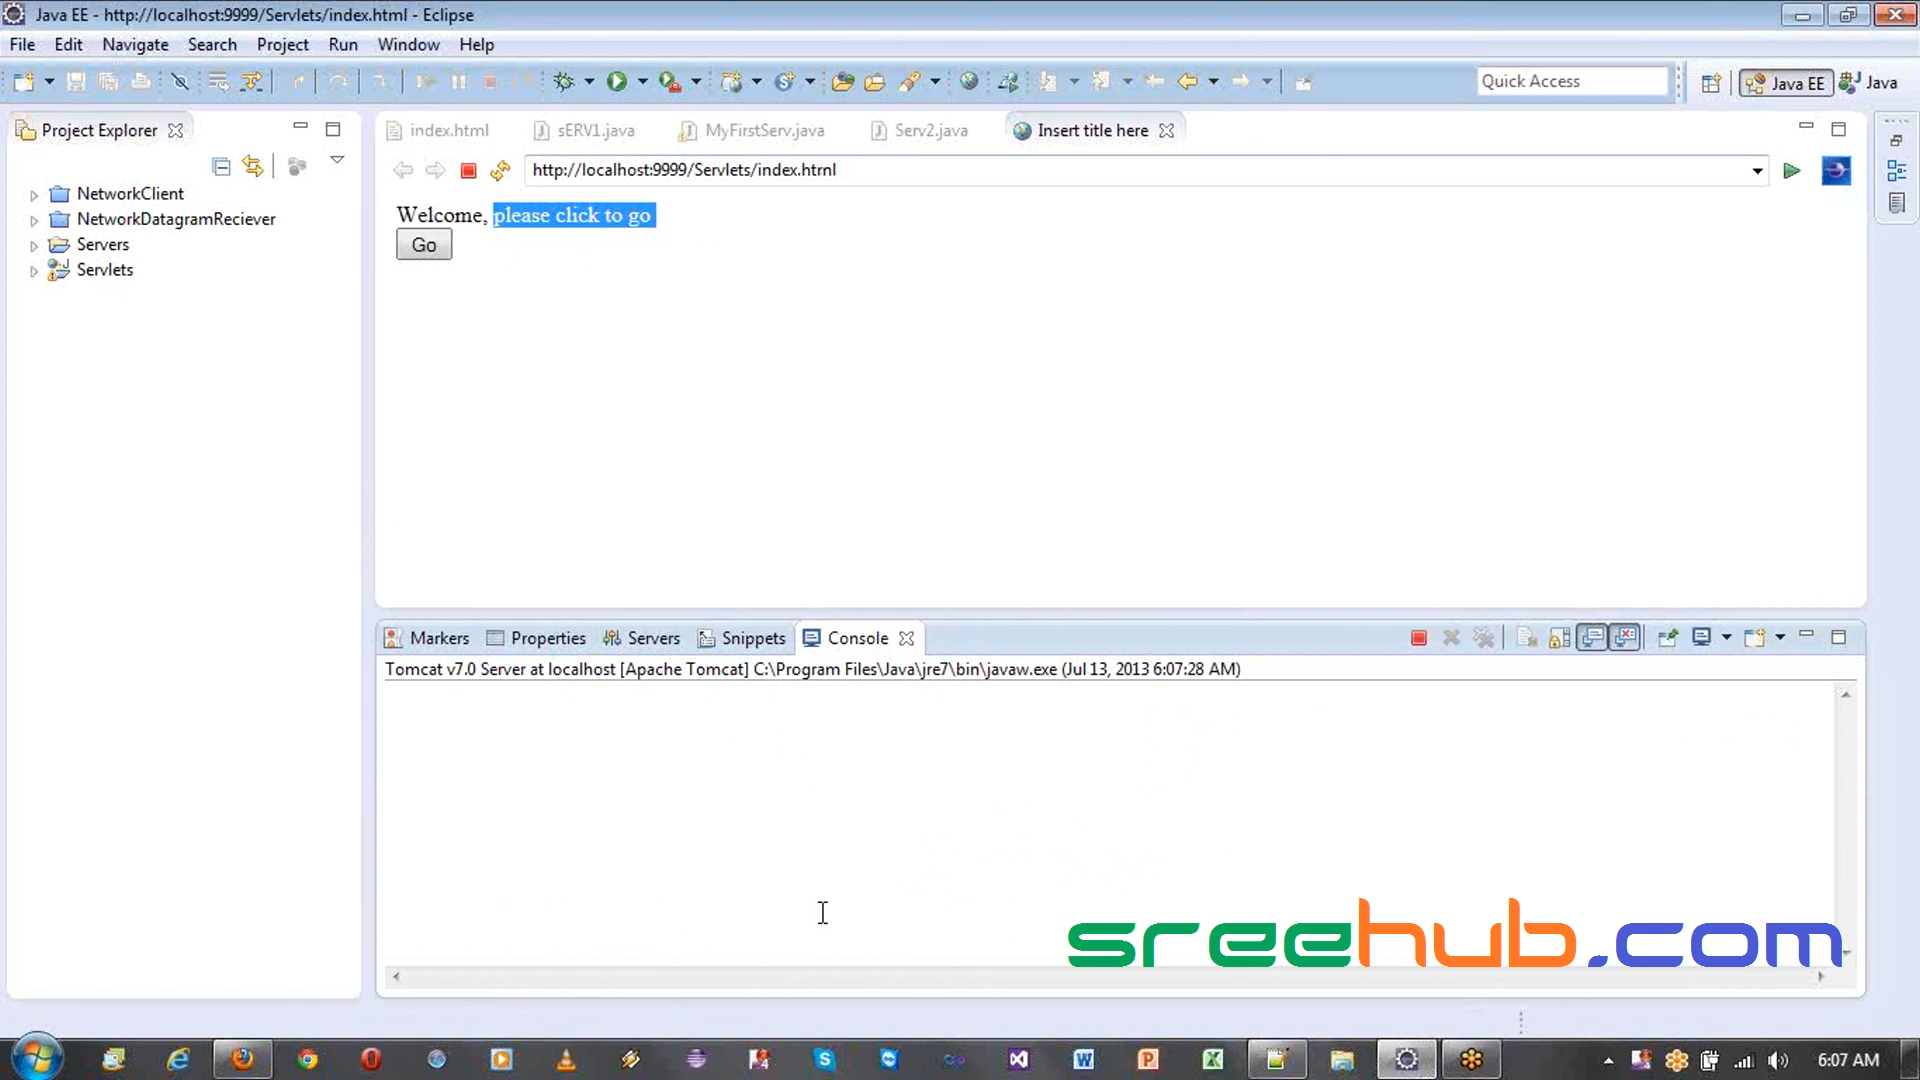 Java EE - http://localhost:9999/Servlets/index.html - Eclipse
File Edit Navigate Search Project Run Window Help
Quick Access
Java EE
Java
Project Explorer
index.html
sERV1.java
MyFirstServ.java
Serv2.java
Insert title here
http://localhost:9999/Servlets/index.html
NetworkClient
NetworkDatagramReciever
Servers
Servlets
Welcome, please click to go
Go
Markers
Properties
Servers
Snippets
Console
Tomcat v7.0 Server at localhost [Apache Tomcat] C:\Program Files\Java\jre7\bin\javaw.exe (Jul 13, 2013 6:07:28 AM)
sreehub.com
6:07 AM